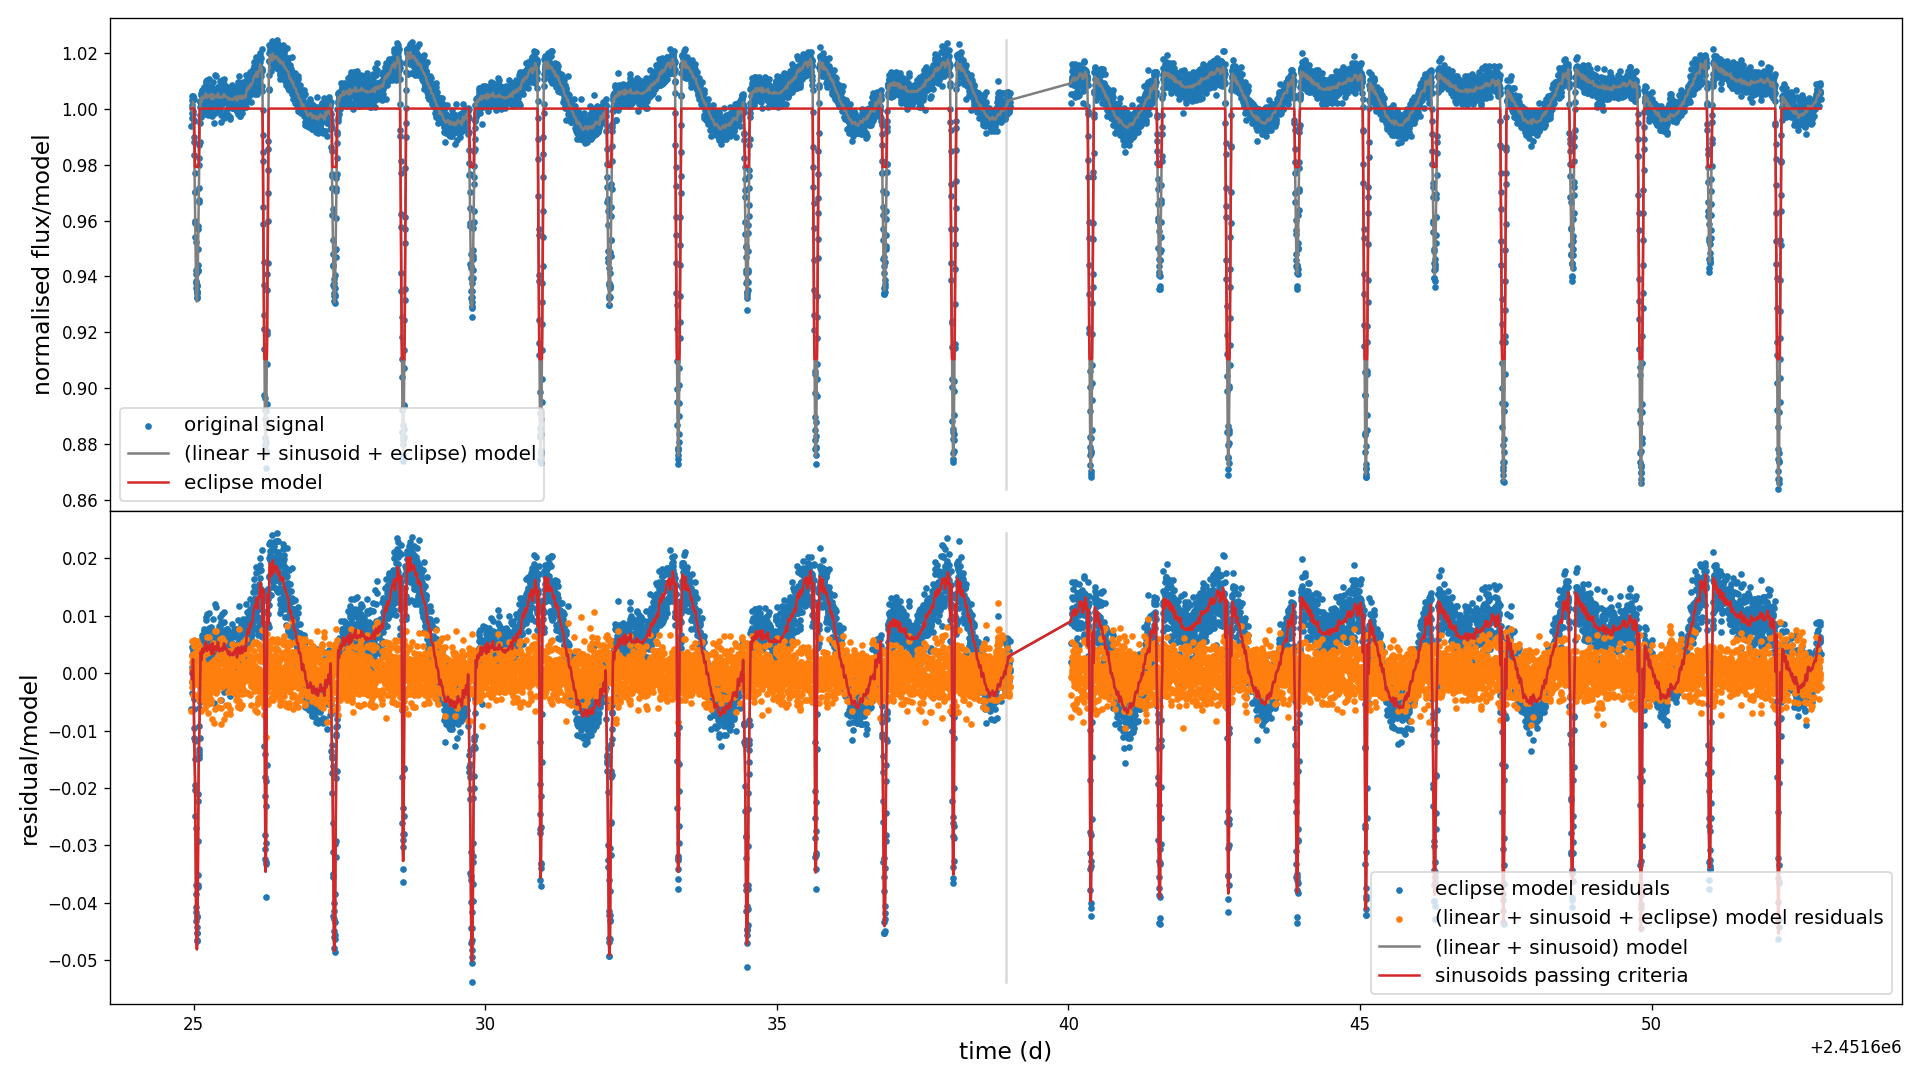 normalised flux/model
1.02
1.00
0.98
0.96
0.94
0.92
0.90
0.88
0.86
original signal
(linear + sinusoid + eclipse) model
eclipse model
residual/model
0.02
0.01
0.00
−0.01
−0.02
−0.03
−0.04
−0.05
eclipse model residuals
(linear + sinusoid + eclipse) model residuals
(linear + sinusoid) model
sinusoids passing criteria
25 30 35 40 45 50
time (d)
+2.4516e6